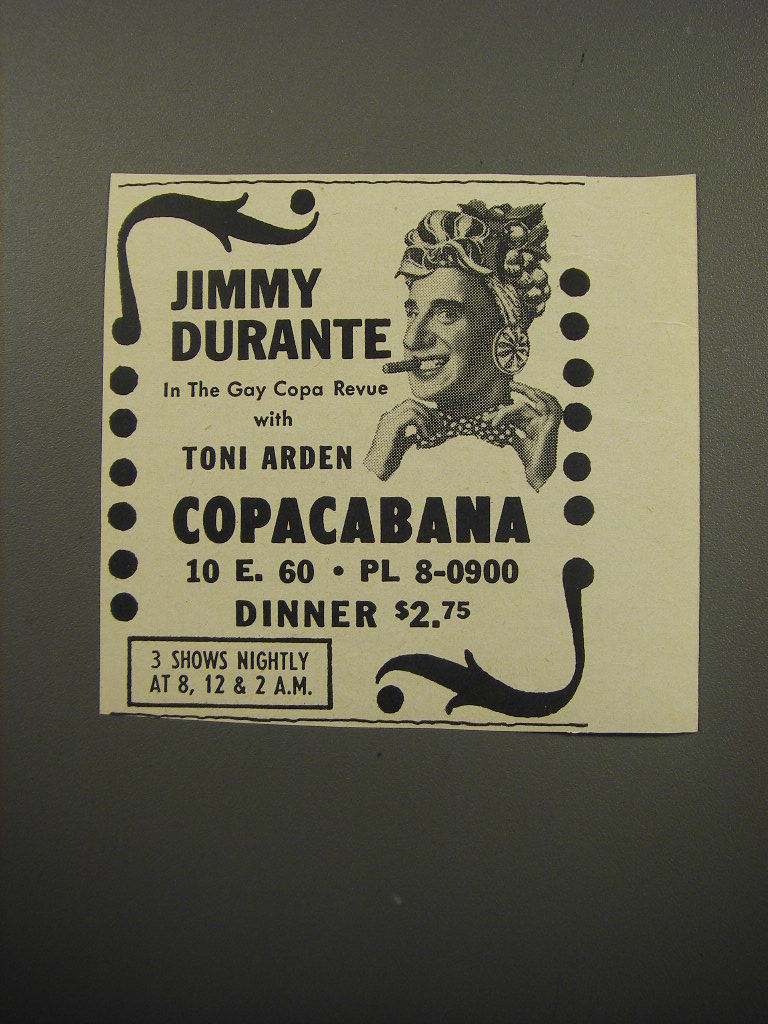 JIMMY
DURANTE
In The Gay Copa Revue
with
TONI ARDEN
COPACABANA
10 E. 60 • PL 8-0900
DINNER $2.75
3 SHOWS NIGHTLY
AT 8, 12 & 2 A.M.